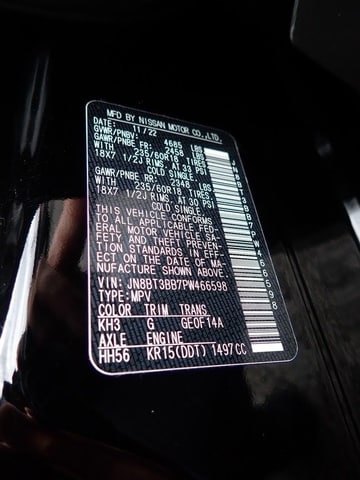 MFD BY NISSAN MOTOR CO.,LTD.
DATE: 11/22
GVWR/PNBV: 4685 LBS
GAWR/PNBE FR: 2450 LBS
WITH 235/60R18 TIRES
18X7 1/2J RIMS, AT 33 PSI
COLD SINGLE.
GAWR/PNBE RR: 2348 LBS
WITH 235/60R18 TIRES
18X7 1/2J RIMS, AT 30 PSI
COLD SINGLE.
THIS VEHICLE CONFORMS
TO ALL APPLICABLE FED-
ERAL MOTOR VEHICLE SA-
FETY AND THEFT PREVEN-
TION STANDARDS IN EFF-
ECT ON THE DATE OF MA-
NUFACTURE SHOWN ABOVE.
VIN: JN8BT3BB7PW466598
TYPE: MPV
COLOR TRIM TRANS
KH3 G GE0F14A
AXLE ENGINE
HH56 KR15(DDT) 1497CC
JN8BT3BB7PW466598